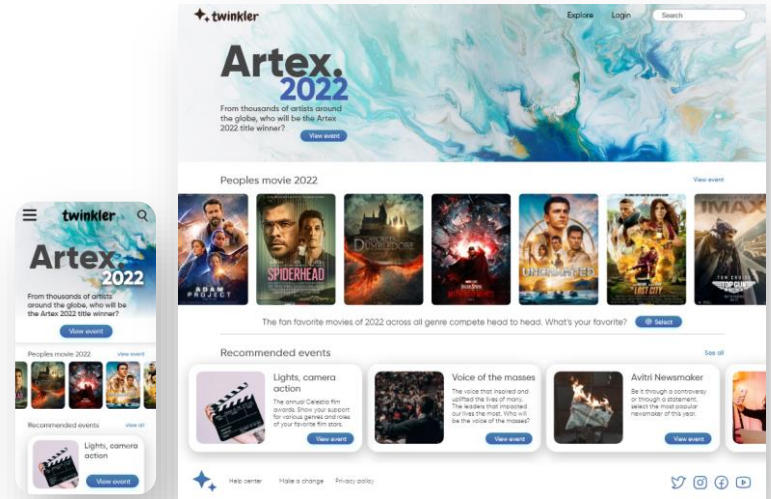 twinkler
Explore Login Search
Artex.
2022
From thousands of artists around
the globe, who will be the Artex
2022 title winner?
View event
Peoples movie 2022
View event
ADAM
PROJECT
SPIDERHEAD
DUMBLEDORE
UNCHARTED
LOST CITY
IMAX
TOM CRUISE
TOP GUN
The fan favorite movies of 2022 across all genre compete head to head. What's your favorite?
Select
Recommended events
See all
Lights, camera
action
The annual Celestia film
awards. Show your support
for various genres and roles
of your favorite film stars.
View event
Voice of the masses
The voice that inspired and
uplifted the lives of many.
The leaders that impacted
our lives the most. Who will
be the voice of the masses?
View event
Avitri Newsmaker
Be it through a controversy
or through a statement,
select the most popular
newsmaker of this year.
View event
Help center Make a change Privacy policy
twinkler
Artex.
2022
From thousands of artists
around the globe, who will be
the Artex 2022 title winner?
View event
Peoples movie 2022
view event
Recommended events
view all
Lights, camera
action
View event